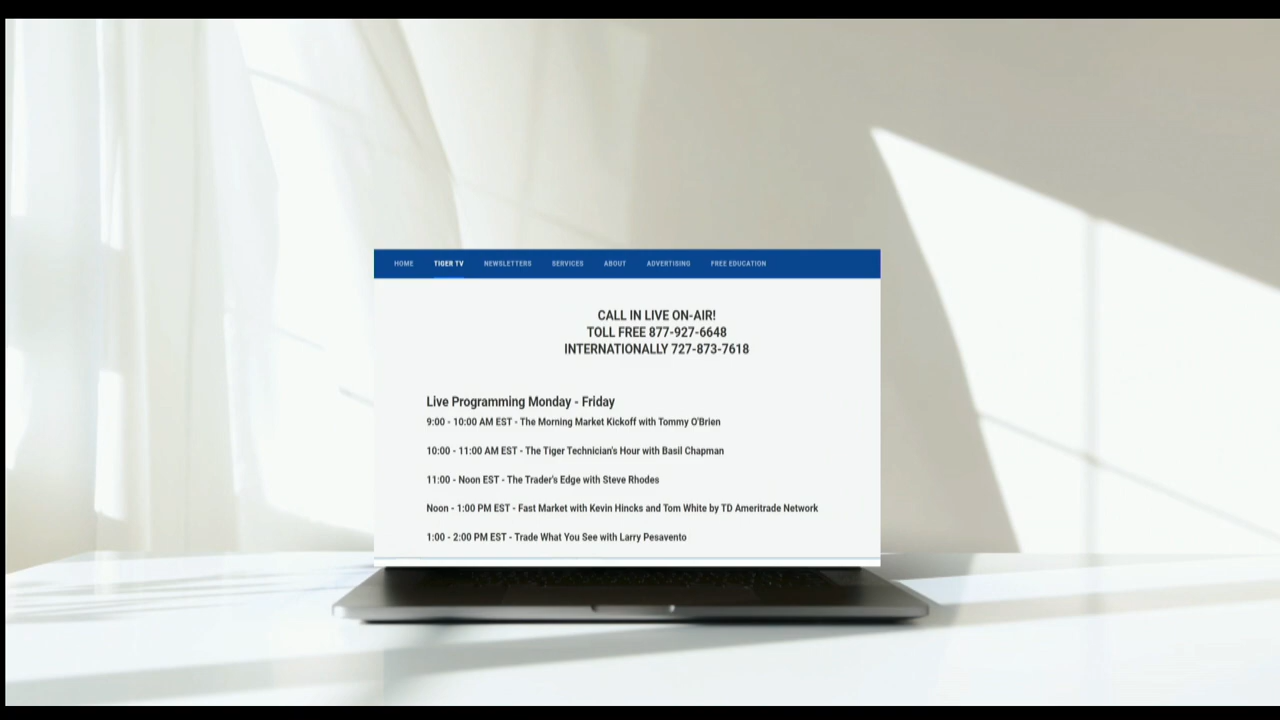 HOME TIGER TV NEWSLETTERS SERVICES ABOUT ADVERTISING FREE EDUCATION
CALL IN LIVE ON-AIR!
TOLL FREE 877-927-6648
INTERNATIONALLY 727-873-7618
Live Programming Monday - Friday
9:00 - 10:00 AM EST - The Morning Market Kickoff with Tommy O'Brien
10:00 - 11:00 AM EST - The Tiger Technician's Hour with Basil Chapman
11:00 - Noon EST - The Trader's Edge with Steve Rhodes
Noon - 1:00 PM EST - Fast Market with Kevin Hincks and Tom White by TD Ameritrade Network
1:00 - 2:00 PM EST - Trade What You See with Larry Pesavento